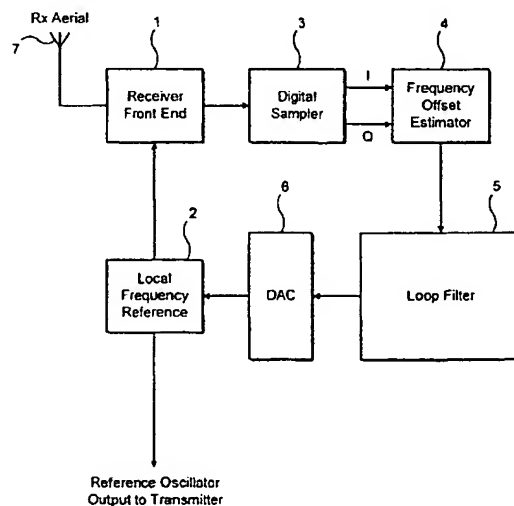 Rx Aerial
7
1
3
4
Receiver
Front End
Digital
Sampler
I
Q
Frequency
Offset
Estimator
2
6
5
Local
Frequency
Reference
DAC
Loop Filter
Reference Oscillator
Output to Transmitter